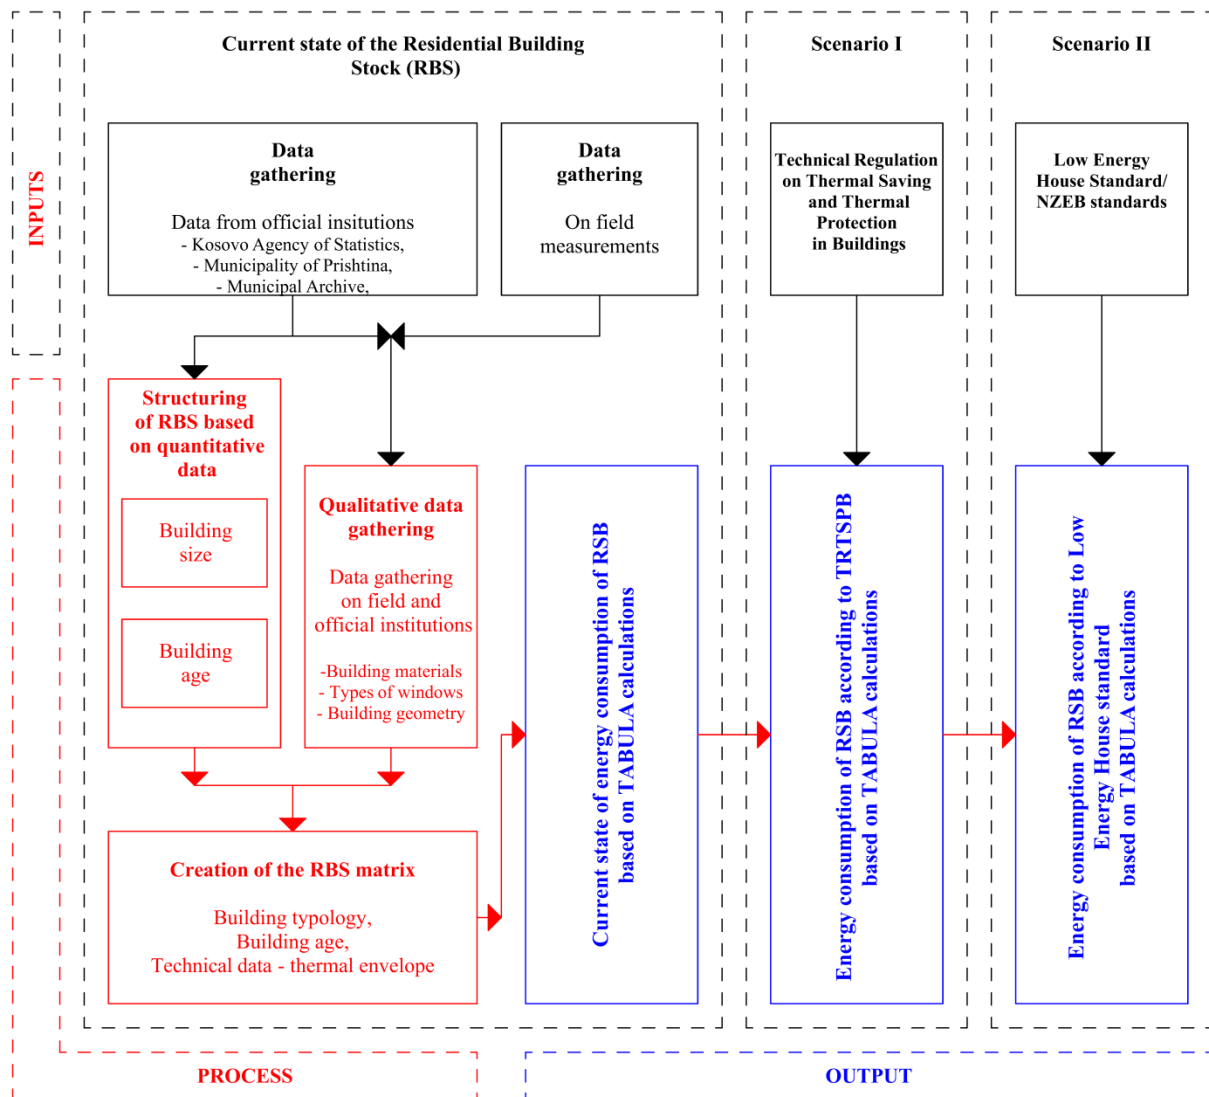 Current state of the Residential Building
Stock (RBS)
Scenario I
Scenario II
INPUTS
Data
gathering
Data from official insitutions
- Kosovo Agency of Statistics,
- Municipality of Prishtina,
- Municipal Archive,
Data
gathering
On field
measurements
Technical Regulation
on Thermal Saving
and Thermal
Protection
in Buildings
Low Energy
House Standard/
NZEB standards
Structuring
of RBS based
on quantitative
data
Building
size
Building
age
Qualitative data
gathering
Data gathering
on field and
official institutions
-Building materials
- Types of windows
- Building geometry
Creation of the RBS matrix
Building typology,
Building age,
Technical data - thermal envelope
Current state of energy consumption of RSB
based on TABULA calculations
Energy consumption of RSB according to TRTSPB
based on TABULA calculations
Energy consumption of RSB according to Low
Energy House standard
based on TABULA calculations
PROCESS
OUTPUT